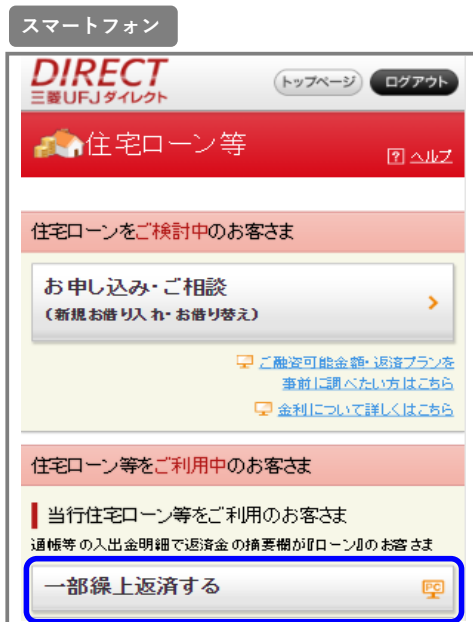 スマートフォン
DIRECT
三菱UFJダイレクト
トップページ
ログアウト
住宅ローン等
? ヘルプ
住宅ローンをご検討中のお客さま
お申し込み・ご相談
(新規お借り入れ・お借り替え)
ご融資可能金額・返済プランを
事前に調べたい方はこちら
金利について詳しくはこちら
住宅ローン等をご利用中のお客さま
当行住宅ローン等をご利用のお客さま
通帳等の入出金明細で返済金の摘要欄が『ローン』のお客さま
一部繰上返済する
PC